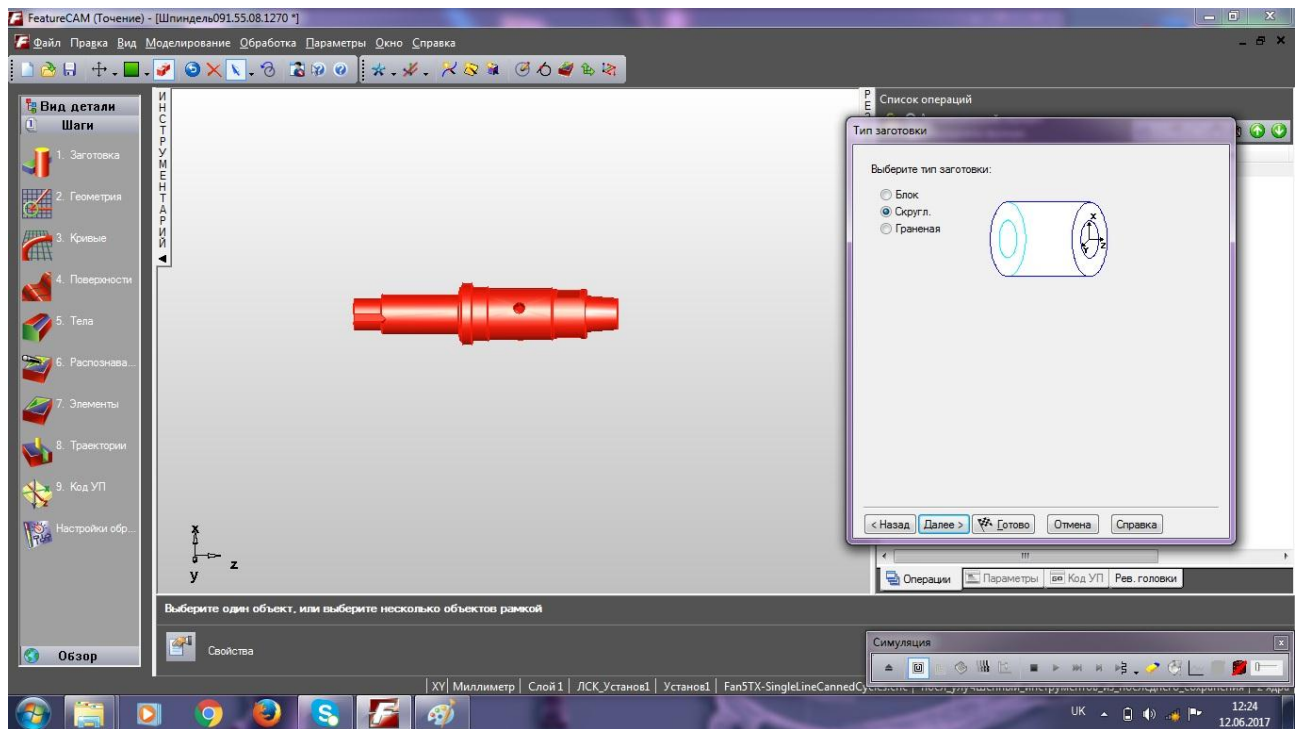 FeatureCAM (Точение) - [Шпиндель091.55.08.1270 *]
Файл Правка Вид Моделирование Обработка Параметры Окно Справка
Вид детали
Шаги
1. Заготовка
2. Геометрия
3. Кривые
4. Поверхности
5. Тела
6. Распознава...
7. Элементы
8. Траектории
9. Код УП
Настройки обр...
Обзор
ИНСТРУМЕНТАРИЙ
x
z
y
Список операций
Тип заготовки
Выберите тип заготовки:
Блок
Скругл.
Граненая
X
Y
Z
< Назад Далее > Готово Отмена Справка
Операции Параметры Код УП Рев. головки
Выберите один объект, или выберите несколько объектов рамкой
Свойства
Симуляция
XY Миллиметр Слой 1 ЛСК_Установ1 Установ1 Fan5TX-SingleLineCannedCycles.cnc
UK 12:24
12.06.2017